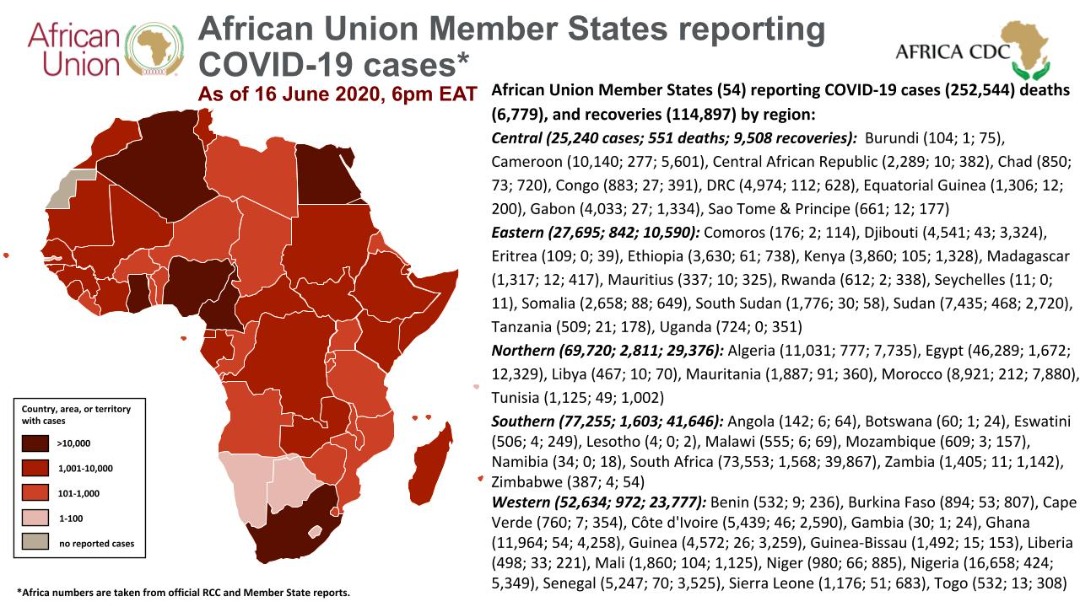 African
Union
African Union Member States reporting
COVID-19 cases*
As of 16 June 2020, 6pm EAT
AFRICA CDC
African Union Member States (54) reporting COVID-19 cases (252,544) deaths
(6,779), and recoveries (114,897) by region:
Central (25,240 cases; 551 deaths; 9,508 recoveries): Burundi (104; 1; 75),
Cameroon (10,140; 277; 5,601), Central African Republic (2,289; 10; 382), Chad (850;
73; 720), Congo (883; 27; 391), DRC (4,974; 112; 628), Equatorial Guinea (1,306; 12;
200), Gabon (4,033; 27; 1,334), Sao Tome & Principe (661; 12; 177)
Eastern (27,695; 842; 10,590): Comoros (176; 2; 114), Djibouti (4,541; 43; 3,324),
Eritrea (109; 0; 39), Ethiopia (3,630; 61; 738), Kenya (3,860; 105; 1,328), Madagascar
(1,317; 12; 417), Mauritius (337; 10; 325), Rwanda (612; 2; 338), Seychelles (11; 0;
11), Somalia (2,658; 88; 649), South Sudan (1,776; 30; 58), Sudan (7,435; 468; 2,720),
Tanzania (509; 21; 178), Uganda (724; 0; 351)
Northern (69,720; 2,811; 29,376): Algeria (11,031; 777; 7,735), Egypt (46,289; 1,672;
12,329), Libya (467; 10; 70), Mauritania (1,887; 91; 360), Morocco (8,921; 212; 7,880),
Tunisia (1,125; 49; 1,002)
Southern (77,255; 1,603; 41,646): Angola (142; 6; 64), Botswana (60; 1; 24), Eswatini
(506; 4; 249), Lesotho (4; 0; 2), Malawi (555; 6; 69), Mozambique (609; 3; 157),
Namibia (34; 0; 18), South Africa (73,553; 1,568; 39,867), Zambia (1,405; 11; 1,142),
Zimbabwe (387; 4; 54)
Western (52,634; 972; 23,777): Benin (532; 9; 236), Burkina Faso (894; 53; 807), Cape
Verde (760; 7; 354), Côte d'Ivoire (5,439; 46; 2,590), Gambia (30; 1; 24), Ghana
(11,964; 54; 4,258), Guinea (4,572; 26; 3,259), Guinea-Bissau (1,492; 15; 153), Liberia
(498; 33; 221), Mali (1,860; 104; 1,125), Niger (980; 66; 885), Nigeria (16,658; 424;
5,349), Senegal (5,247; 70; 3,525), Sierra Leone (1,176; 51; 683), Togo (532; 13; 308)
Country, area, or territory
with cases
>10,000
1,001-10,000
101-1,000
1-100
no reported cases
*Africa numbers are taken from official RCC and Member State reports.